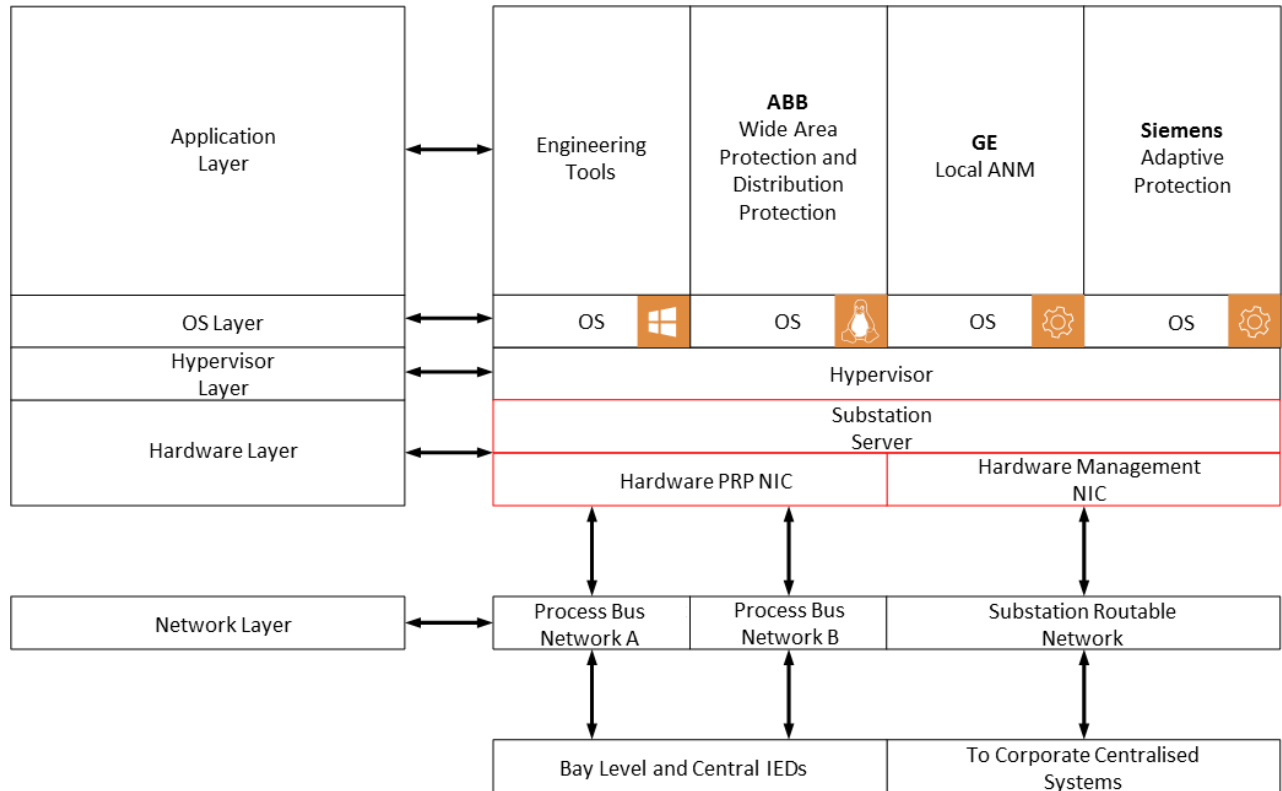 Application
Layer
Engineering
Tools
ABB
Wide Area
Protection and
Distribution
Protection
GE
Local ANM
Siemens
Adaptive
Protection
OS Layer
OS
OS
OS
OS
Hypervisor
Layer
Hypervisor
Hardware Layer
Substation
Server
Hardware PRP NIC
Hardware Management
NIC
Network Layer
Process Bus
Network A
Process Bus
Network B
Substation Routable
Network
Bay Level and Central IEDs
To Corporate Centralised
Systems